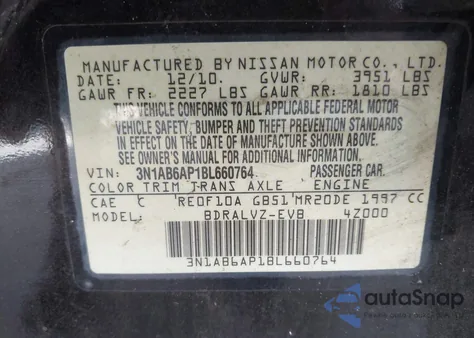 MANUFACTURED BY NISSAN MOTOR CO., LTD.
DATE: 12/10. GVWR: 3951 LBS
GAWR FR: 2227 LBS GAWR RR: 1810 LBS
THIS VEHICLE CONFORMS TO ALL APPLICABLE FEDERAL MOTOR
VEHICLE SAFETY, BUMPER AND THEFT PREVENTION STANDARDS
IN EFFECT ON THE DATE OF MANUFACTURE SHOWN ABOVE.
SEE OWNER'S MANUAL FOR ADDITIONAL INFORMATION.
VIN: 3N1AB6AP1BL660764 PASSENGER CAR
COLOR TRIM TRANS AXLE ENGINE
CAE C RE0F10A GB51 MR20DE 1997 CC
MODEL: BDRALVZ-EVB 4Z000
3N1AB6AP1BL660764
autaSnap